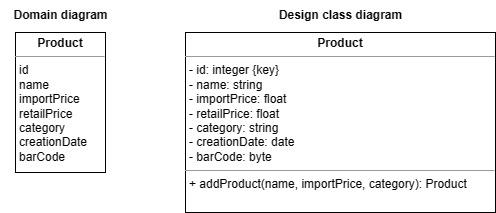 Domain diagram
Product
id
name
importPrice
retailPrice
category
creationDate
barCode
Design class diagram
Product
- id: integer {key}
- name: string
- importPrice: float
- retailPrice: float
- category: string
- creationDate: date
- barCode: byte
+ addProduct(name, importPrice, category): Product